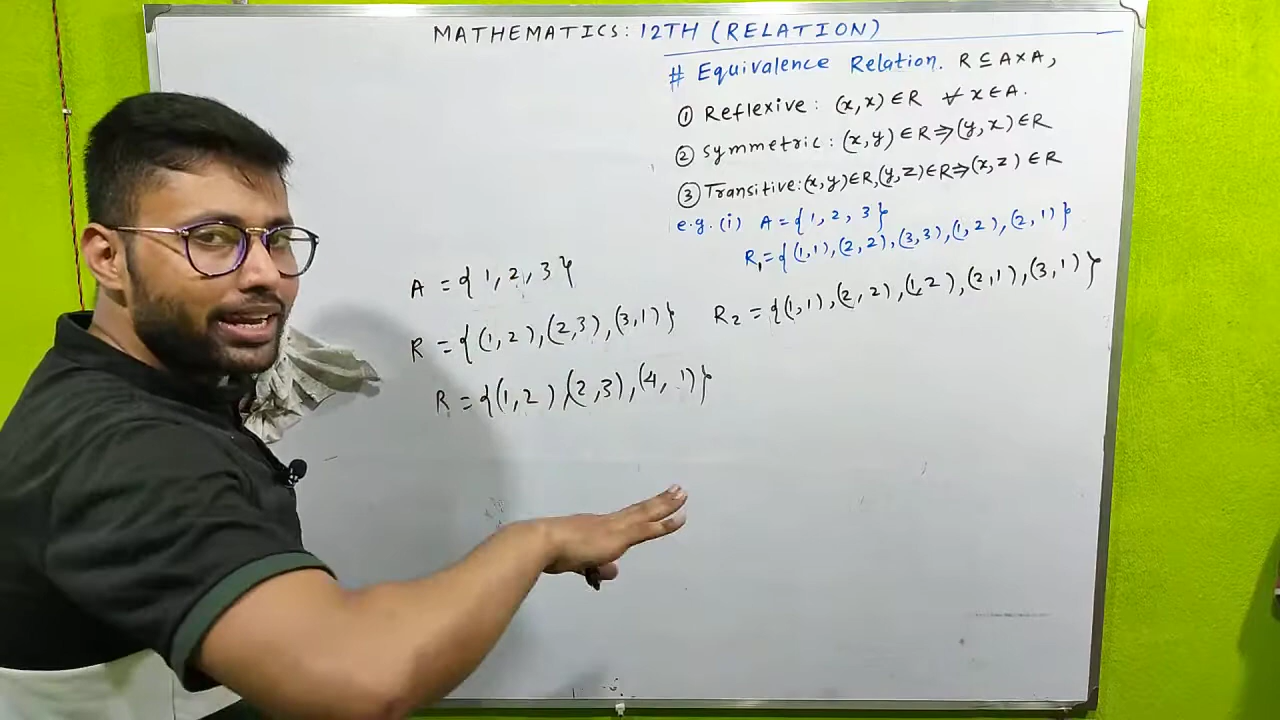 MATHEMATICS: 12TH (RELATION)
# Equivalence Relation. R ⊆ A×A,
① Reflexive: (x,x) ∈ R ∀ x ∈ A.
② Symmetric: (x,y) ∈ R ⇒ (y,x) ∈ R
③ Transitive: (x,y) ∈ R, (y,z) ∈ R ⇒ (x,z) ∈ R
e.g. (i) A = {1, 2, 3}
R₁ = {(1,1), (2,2), (3,3), (1,2), (2,1)}
R₂ = {(1,1), (2,2), (1,2), (2,1), (3,1)}
A = {1, 2, 3}
R = {(1,2), (2,3), (3,1)}
R = {(1,2), (2,3), (4,1)}